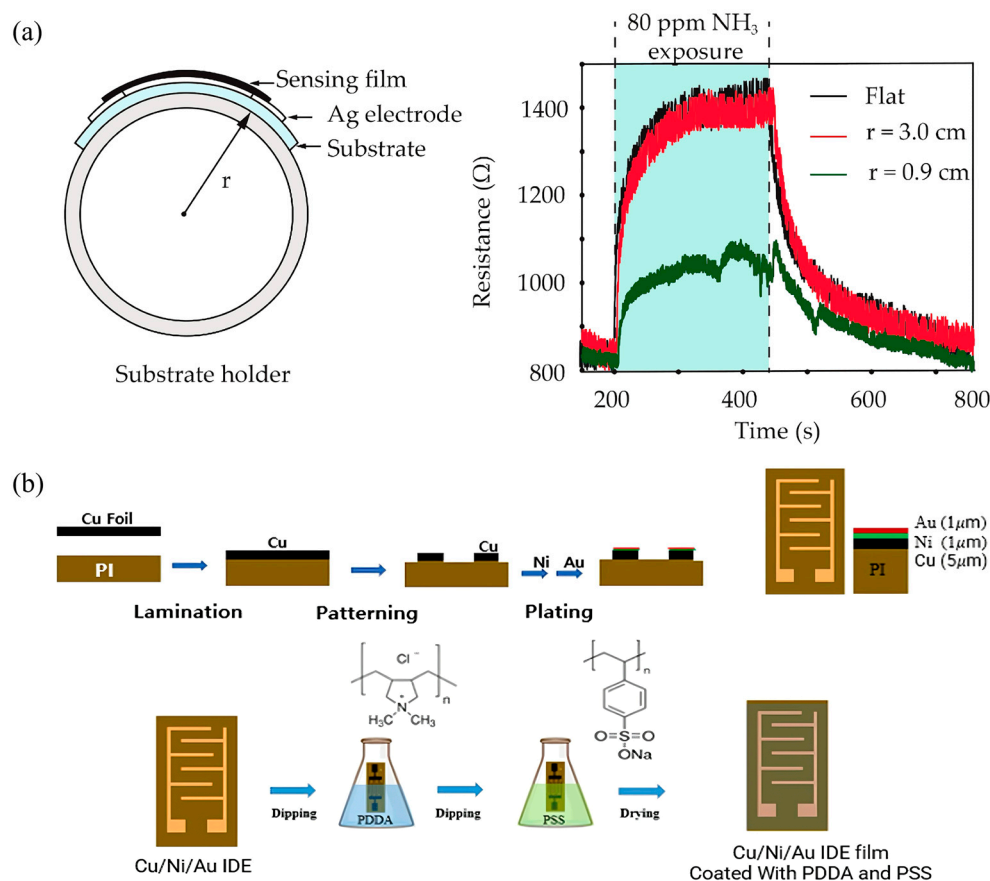 (a)
Sensing film
Ag electrode
Substrate
r
Substrate holder
80 ppm NH₃
exposure
Flat
r = 3.0 cm
r = 0.9 cm
Resistance (Ω)
1400
1200
1000
800
200
400
600
800
Time (s)
(b)
Cu Foil
PI
Cu
Cu
Ni
Au
Lamination
Patterning
Plating
Au (1μm)
Ni (1μm)
Cu (5μm)
PI
Cl⁻
n
N⁺
H₃C
CH₃
n
O=S=O
ONa
Dipping
PDDA
Dipping
PSS
Drying
Cu/Ni/Au IDE
Cu/Ni/Au IDE film
Coated With PDDA and PSS